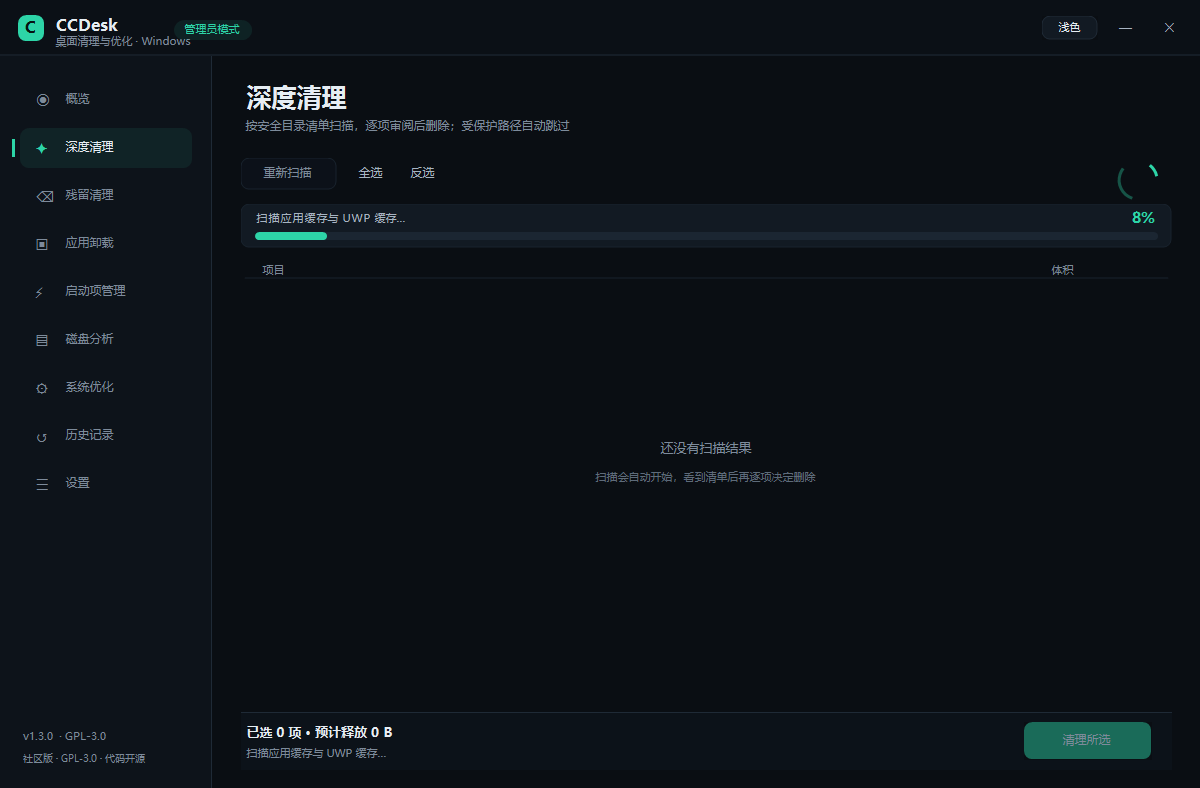 C
CCDesk
桌面清理与优化 · Windows
管理员模式
浅色
概览
深度清理
残留清理
应用卸载
启动项管理
磁盘分析
系统优化
历史记录
设置
v1.3.0 · GPL-3.0
社区版 · GPL-3.0 · 代码开源
深度清理
按安全目录清单扫描，逐项审阅后删除；受保护路径自动跳过
重新扫描 全选 反选
扫描应用缓存与 UWP 缓存... 8%
项目 体积
还没有扫描结果
扫描会自动开始，看到清单后再逐项决定删除
已选 0 项 • 预计释放 0 B
扫描应用缓存与 UWP 缓存...
清理所选